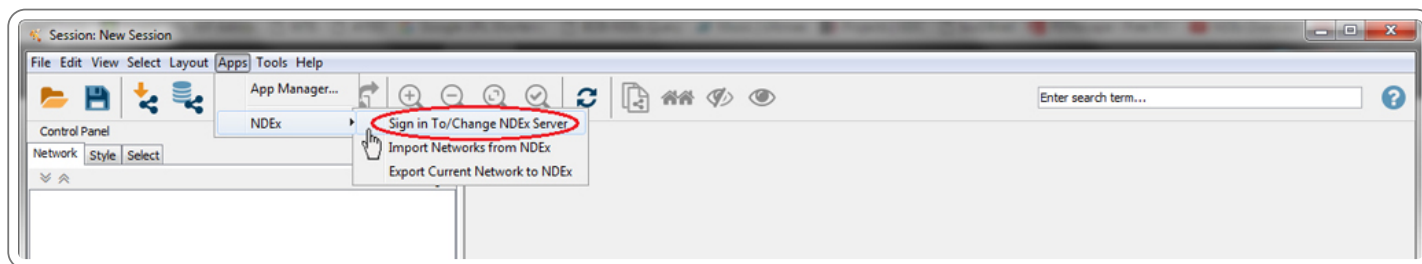 Session: New Session
File Edit View Select Layout Apps Tools Help
App Manager...
Enter search term...
?
NDEx
Sign in To/Change NDEx Server
Control Panel
Import Networks from NDEx
Network Style Select
Export Current Network to NDEx